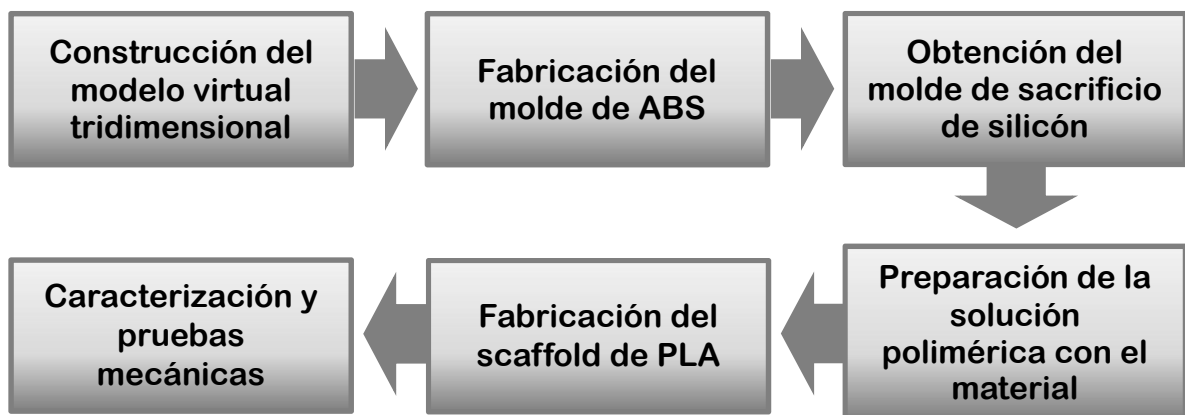 Construcción del
modelo virtual
tridimensional
Fabricación del
molde de ABS
Obtención del
molde de sacrificio
de silicón
Preparación de la
solución
polimérica con el
material
Fabricación del
scaffold de PLA
Caracterización y
pruebas
mecánicas